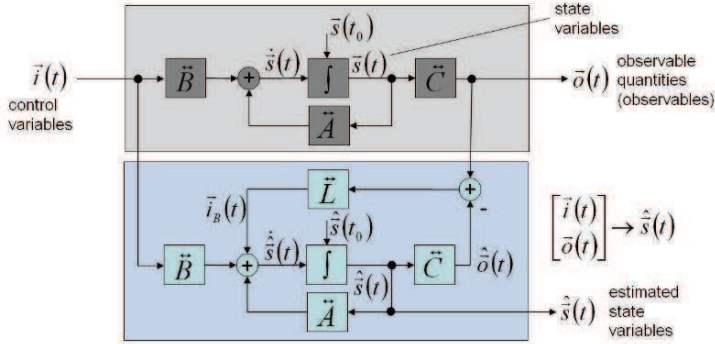 s⃗(t₀)
state
variables
i⃗(t)
control
variables
B⃡
+
ṡ⃗(t)
∫
s⃗(t)
C⃡
o⃗(t)
observable
quantities
(observables)
A⃡
L⃡
+
-
i⃗_B(t)
ŝ⃗(t₀)
[i⃗(t) o⃗(t)] → ŝ⃗(t)
B⃡
+
ŝ̇⃗(t)
∫
C⃡
ô⃗(t)
ŝ⃗(t)
A⃡
ŝ⃗(t)
estimated
state
variables